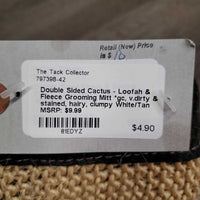 Retail (New) Price
is $ 10
The Tack Collector
797398-42
Double Sided Cactus - Loofah &
Fleece Grooming Mitt *gc, v.dirty &
stained, hairy, clumpy White/Tan
MSRP: $9.99
81EDYZ
$4.90